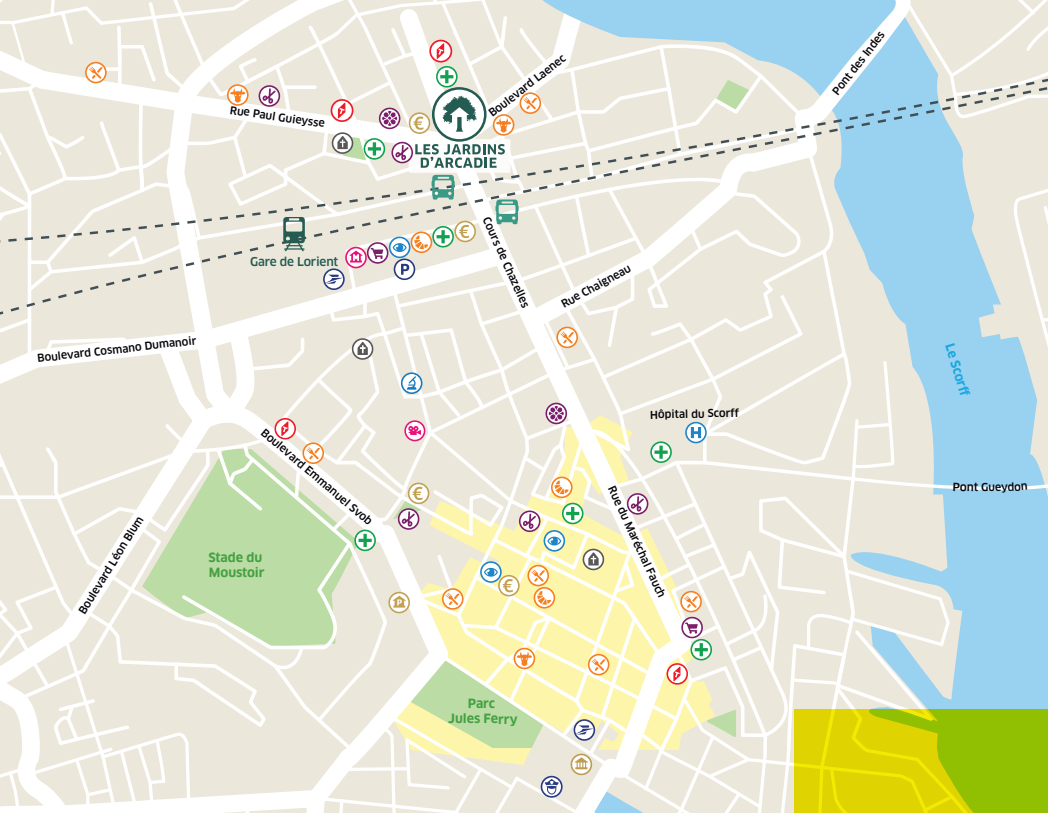 Pont des Indes
Boulevard Laenec
Rue Paul Guieysse
€
LES JARDINS
D'ARCADIE
Cours de Chazelles
€
Gare de Lorient
P
Rue Chaigneau
Boulevard Cosmano Dumanoir
Le Scorff
Hôpital du Scorff
H
Boulevard Emmanuel Svob
Pont Gueydon
€
Rue du Maréchal Fauch
Boulevard Léon Blum
Stade du
Moustoir
€
Parc
Jules Ferry